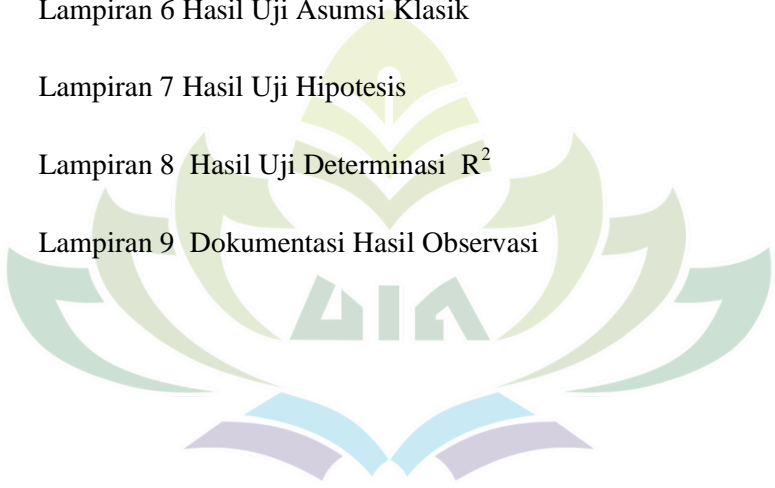 Lampiran 6 Hasil Uji Asumsi Klasik
Lampiran 7 Hasil Uji Hipotesis
Lampiran 8 Hasil Uji Determinasi R²
Lampiran 9 Dokumentasi Hasil Observasi
UIN